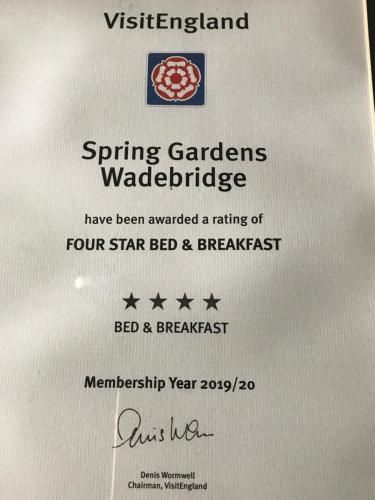 VisitEngland
Spring Gardens
Wadebridge
have been awarded a rating of
FOUR STAR BED & BREAKFAST
★ ★ ★ ★
BED & BREAKFAST
Membership Year 2019/20
Denis Wormwell
Chairman, VisitEngland